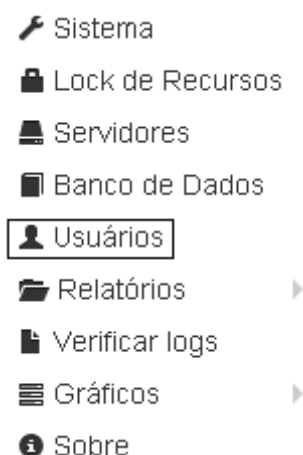 Sistema
Lock de Recursos
Servidores
Banco de Dados
Usuários
Relatórios
Verificar logs
Gráficos
Sobre